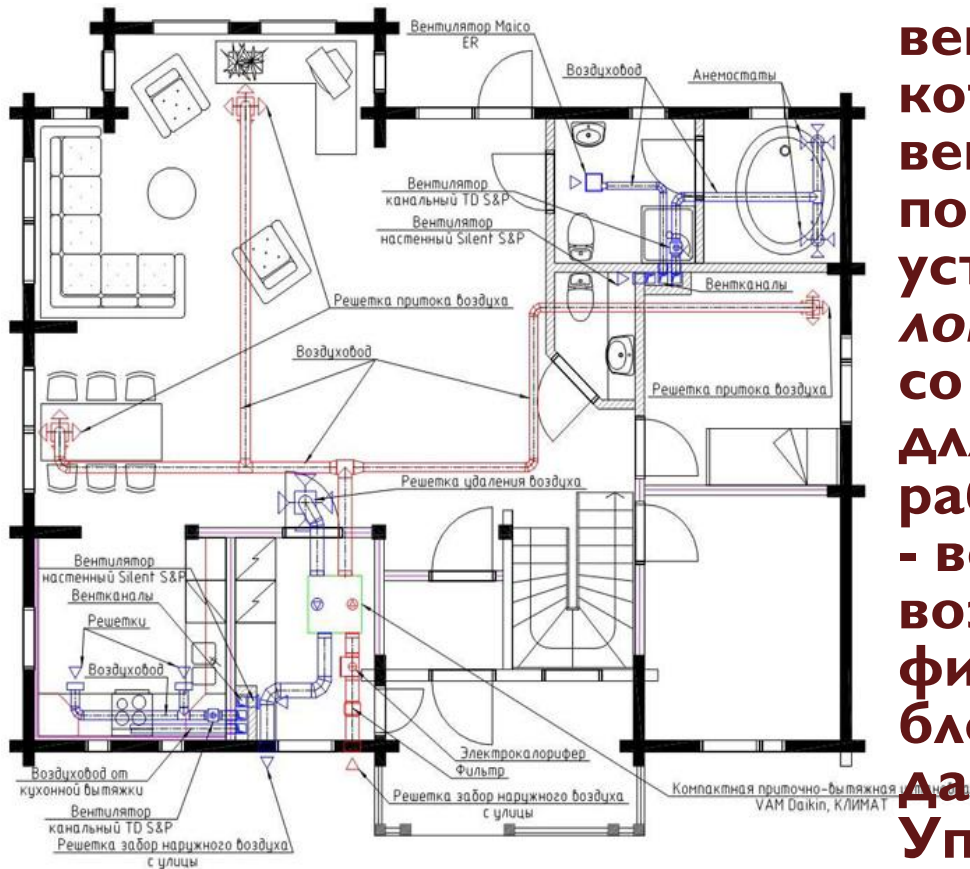 Вентилятор Maico
ER
Воздуховод
Анемостаты
Вентилятор
канальный TD S&P
Вентилятор
настенный Silent S&P
Вентканалы
Решетка притока воздуха
Воздуховод
Решетка притока воздуха
Решетка удаления воздуха
Вентилятор
настенный Silent S&P
Вентканалы
Решетки
Воздуховод
Электрокалорифер
Фильтр
Воздуховод от
кухонной вытяжки
Решетка забор наружного воздуха
с улицы
Компактная приточно-вытяжная
VAM Daikin, КЛИМАТ
Вентилятор
канальный TD S&P
Решетка забор наружного воздуха
с улицы
вен
кот
вен
по
уст
лом
со
для
раб
- ве
воз
фи
бло
да
Уп